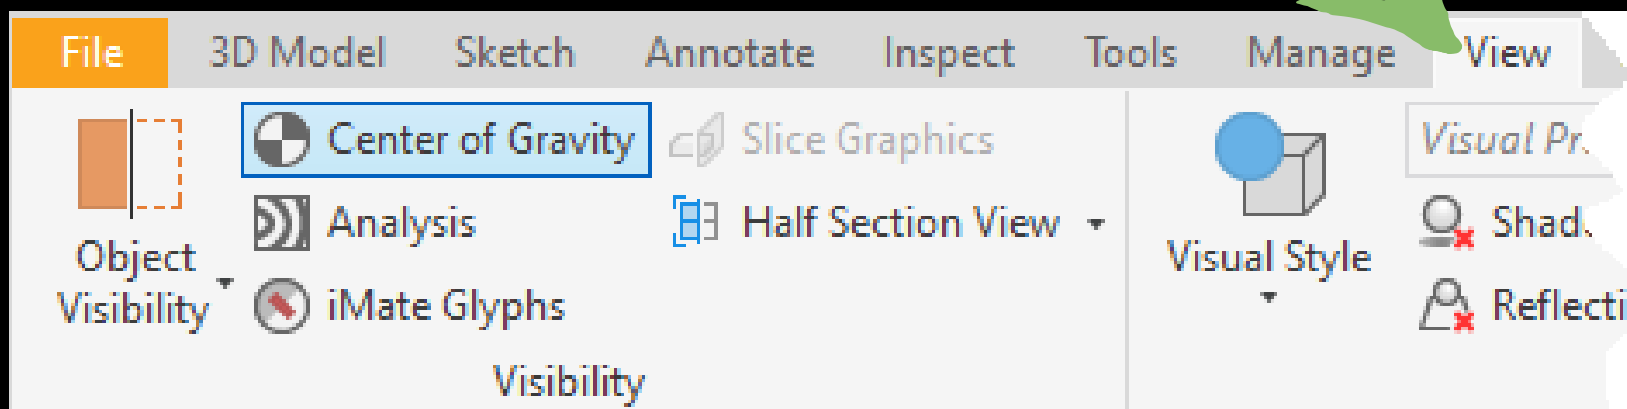 File 3D Model Sketch Annotate Inspect Tools Manage View
Center of Gravity
Slice Graphics
Analysis
Half Section View
iMate Glyphs
Object
Visibility
Visibility
Visual Style
Visual